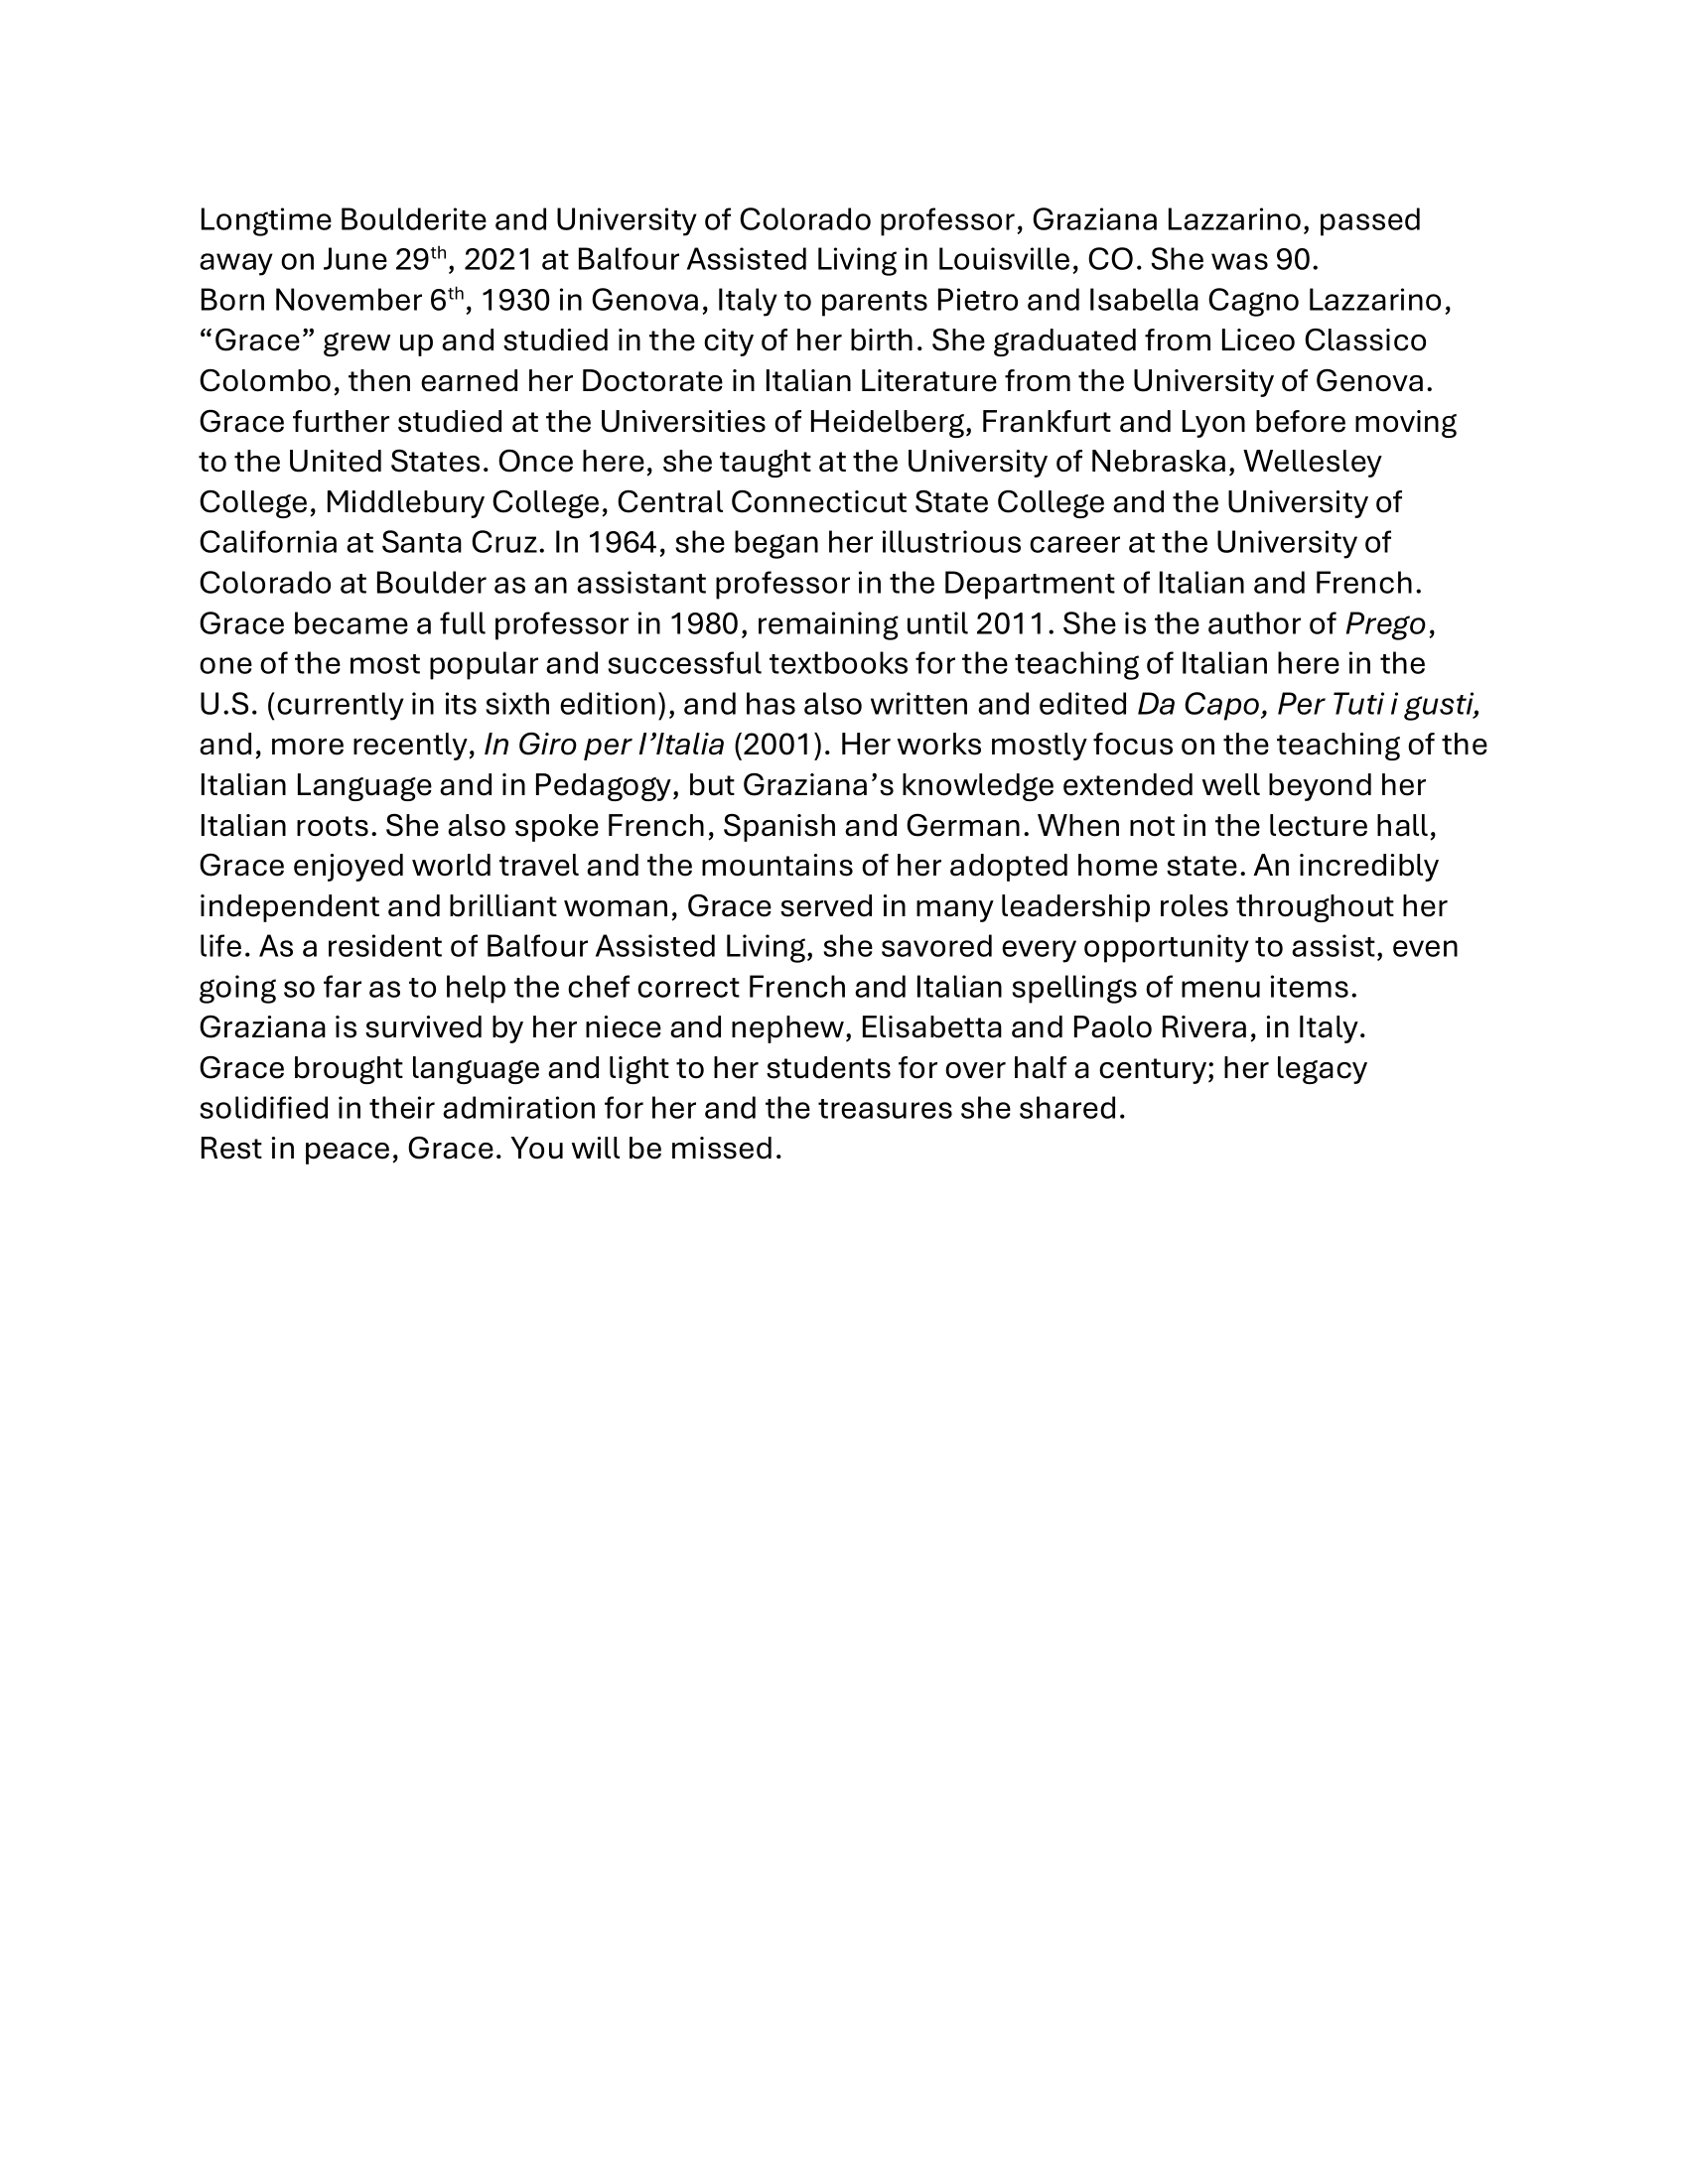 Longtime Boulderite and University of Colorado professor, Graziana Lazzarino, passed
away on June 29th, 2021 at Balfour Assisted Living in Louisville, CO. She was 90.
Born November 6th, 1930 in Genova, Italy to parents Pietro and Isabella Cagno Lazzarino,
“Grace” grew up and studied in the city of her birth. She graduated from Liceo Classico
Colombo, then earned her Doctorate in Italian Literature from the University of Genova.
Grace further studied at the Universities of Heidelberg, Frankfurt and Lyon before moving
to the United States. Once here, she taught at the University of Nebraska, Wellesley
College, Middlebury College, Central Connecticut State College and the University of
California at Santa Cruz. In 1964, she began her illustrious career at the University of
Colorado at Boulder as an assistant professor in the Department of Italian and French.
Grace became a full professor in 1980, remaining until 2011. She is the author of Prego,
one of the most popular and successful textbooks for the teaching of Italian here in the
U.S. (currently in its sixth edition), and has also written and edited Da Capo, Per Tuti i gusti,
and, more recently, In Giro per l’Italia (2001). Her works mostly focus on the teaching of the
Italian Language and in Pedagogy, but Graziana’s knowledge extended well beyond her
Italian roots. She also spoke French, Spanish and German. When not in the lecture hall,
Grace enjoyed world travel and the mountains of her adopted home state. An incredibly
independent and brilliant woman, Grace served in many leadership roles throughout her
life. As a resident of Balfour Assisted Living, she savored every opportunity to assist, even
going so far as to help the chef correct French and Italian spellings of menu items.
Graziana is survived by her niece and nephew, Elisabetta and Paolo Rivera, in Italy.
Grace brought language and light to her students for over half a century; her legacy
solidified in their admiration for her and the treasures she shared.
Rest in peace, Grace. You will be missed.